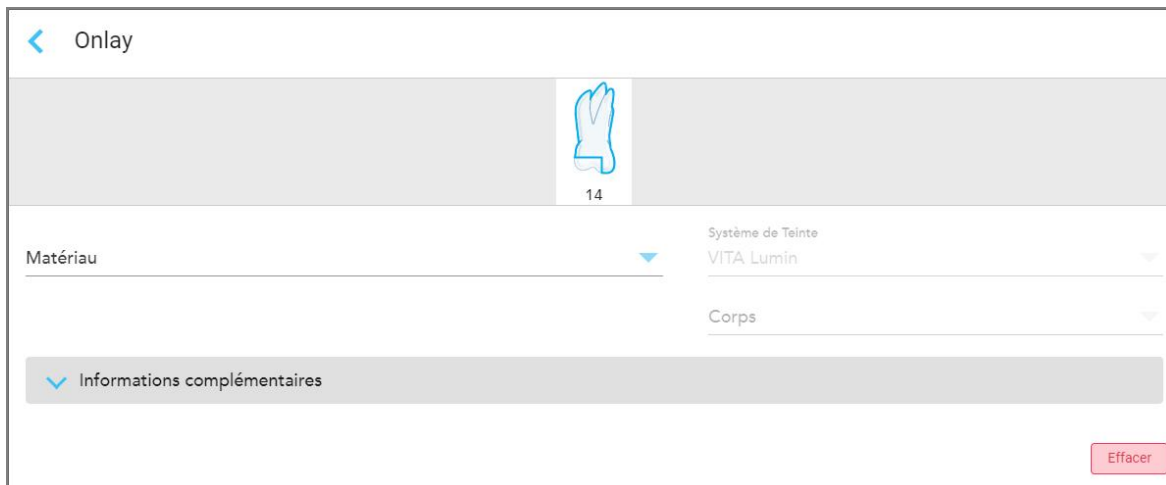 Onlay
14
Matériau
Système de Teinte
VITA Lumin
Corps
Informations complémentaires
Effacer